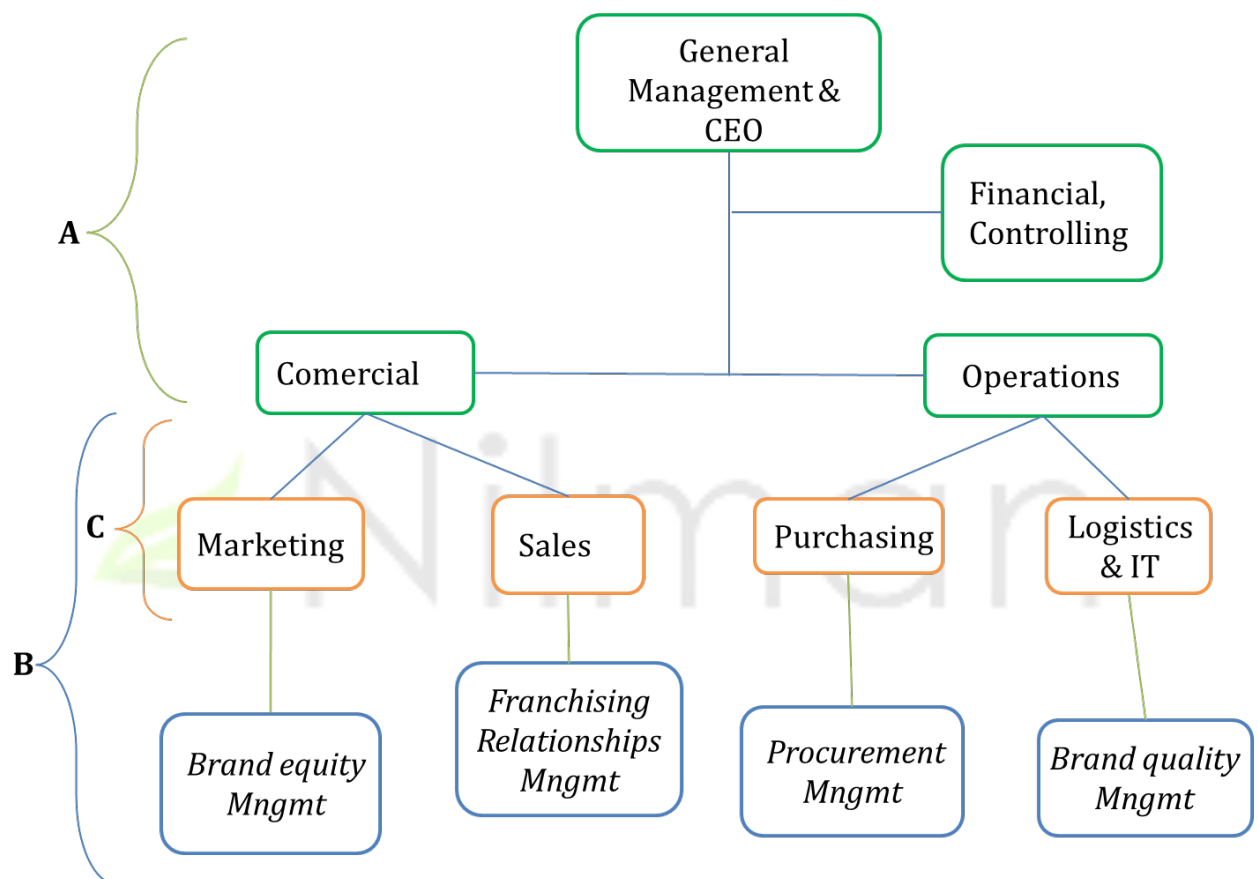 General
Management &
CEO
Financial,
Controlling
A
Comercial
Operations
C
Marketing
Sales
Purchasing
Logistics
& IT
Nilman
B
Brand equity
Mngmt
Franchising
Relationships
Mngmt
Procurement
Mngmt
Brand quality
Mngmt